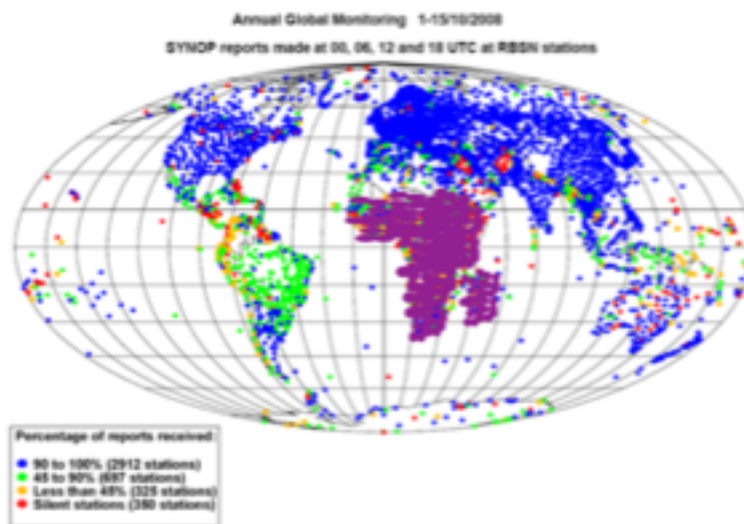 Annual Global Monitoring 1-15/10/2008
SYNOP reports made at 00, 06, 12 and 18 UTC at RBSN stations
Percentage of reports received:
90 to 100% (2912 stations)
45 to 90% (697 stations)
Less than 45% (325 stations)
Silent stations (350 stations)